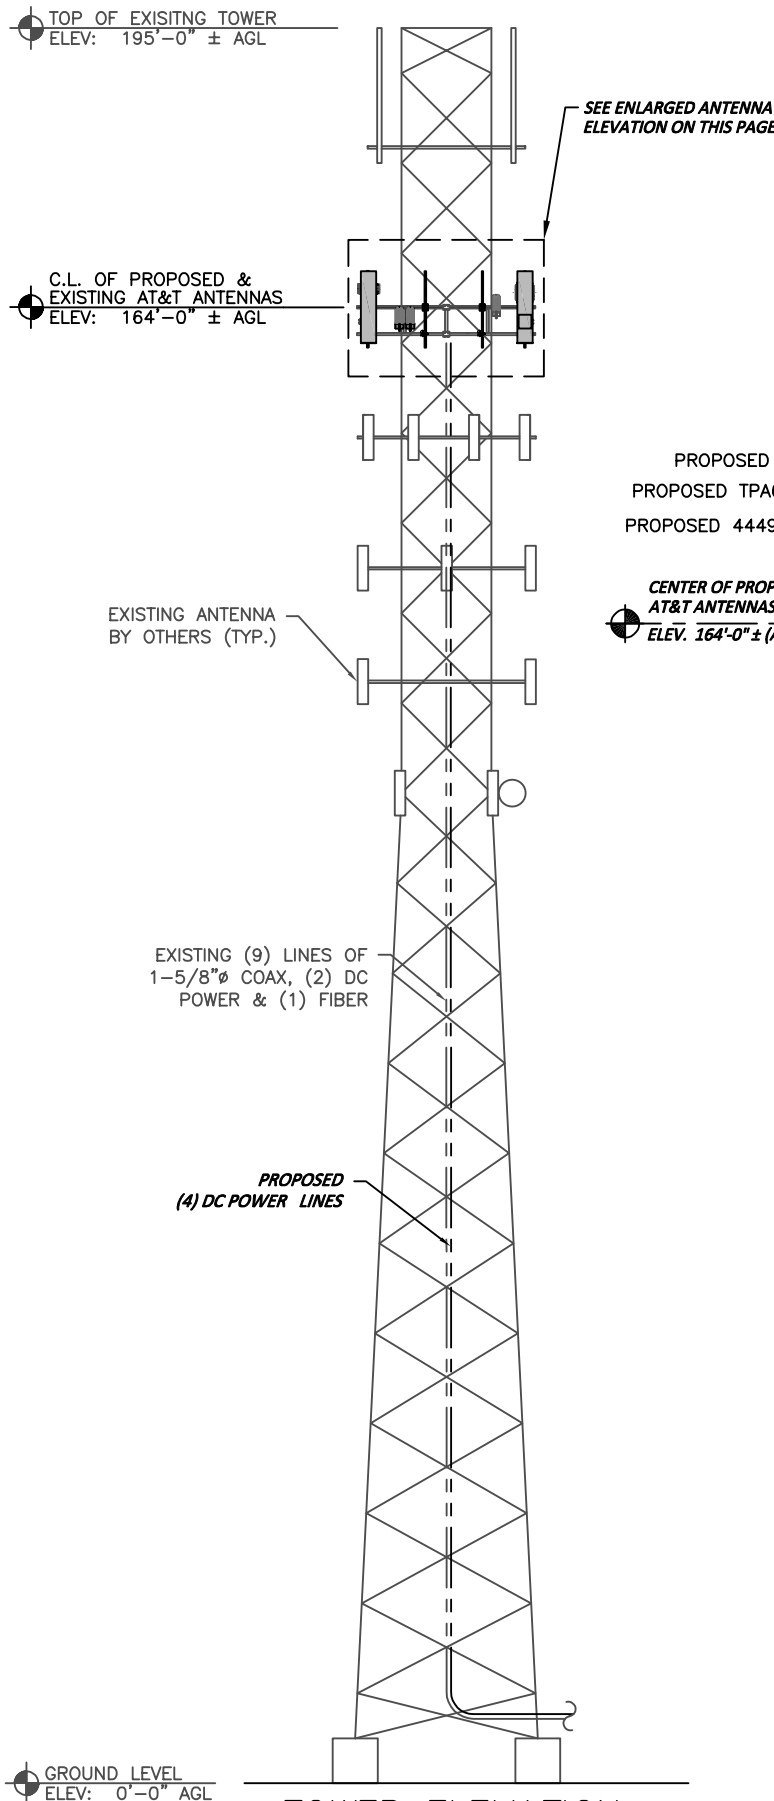 TOP OF EXISITNG TOWER
ELEV: 195'-0" ± AGL
SEE ENLARGED ANTENNA
ELEVATION ON THIS PAGE
C.L. OF PROPOSED &
EXISTING AT&T ANTENNAS
ELEV: 164'-0" ± AGL
PROPOSED
PROPOSED
PROPOSED 4449
CENTER OF
AT&T ANTENNAS
ELEV. 164'-0" ±
EXISTING ANTENNA
BY OTHERS (TYP.)
EXISTING (9) LINES OF
1-5/8"ø COAX, (2) DC
POWER & (1) FIBER
PROPOSED
(4) DC POWER LINES
GROUND LEVEL
ELEV: 0'-0" AGL